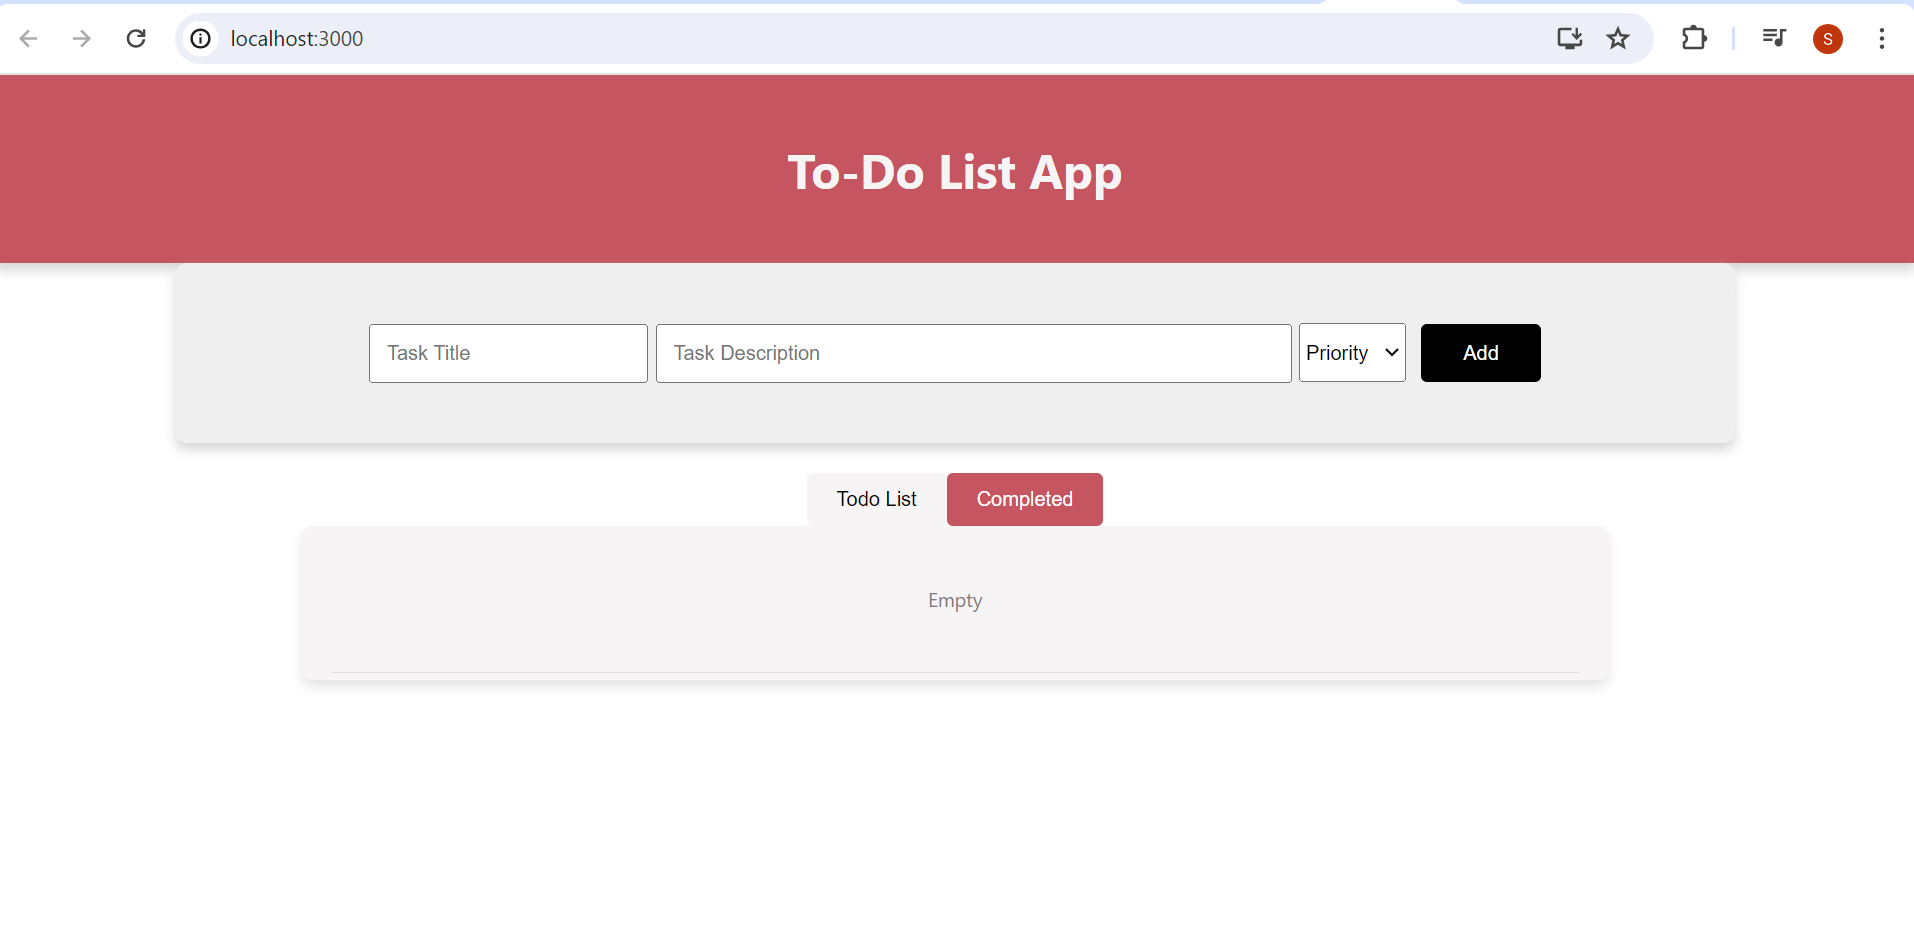 localhost:3000
S
To-Do List App
Task Title Task Description Priority Add
Todo List Completed
Empty